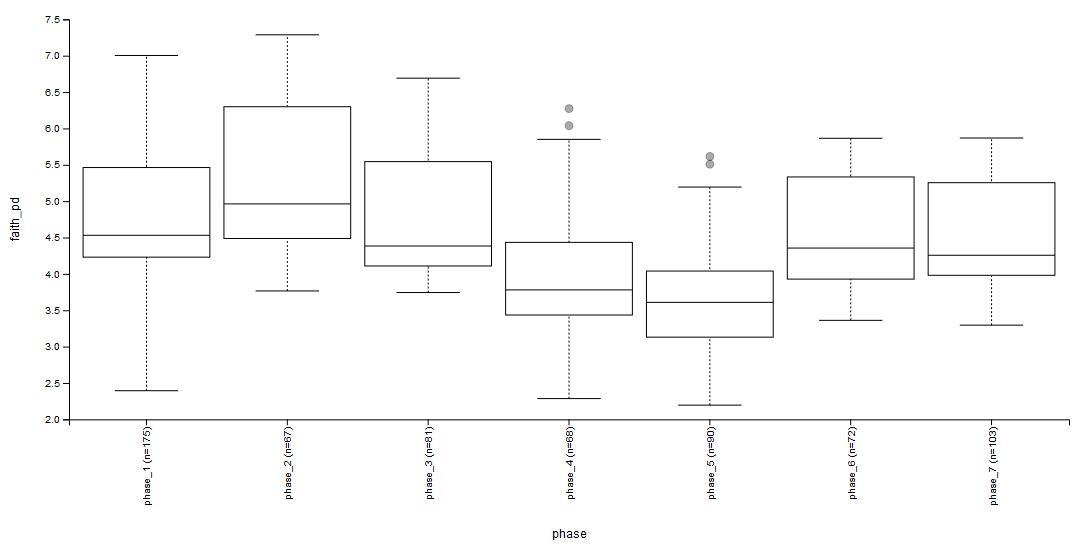 7.5
7.0
6.5
6.0
5.5
5.0
4.5
4.0
3.5
3.0
2.5
2.0
faith_pd
phase_1 (n=175)
phase_2 (n=67)
phase_3 (n=81)
phase_4 (n=68)
phase_5 (n=90)
phase_6 (n=72)
phase_7 (n=103)
phase